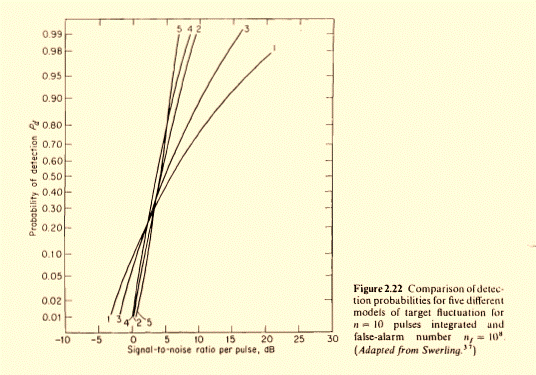 5 4 2 3 1
0.99
0.98
0.95
0.90
0.80
0.70
0.60
0.50
0.40
0.30
0.20
0.10
0.05
0.02
0.01
Probability of detection Pd
1 3 4 2 5
-10 -5 0 5 10 15 20 25 30
Signal-to-noise ratio per pulse, dB
Figure 2.22 Comparison of detec-
tion probabilities for five different
models of target fluctuation for
n = 10 pulses integrated and
false-alarm number nf = 10⁸.
(Adapted from Swerling.³⁷)